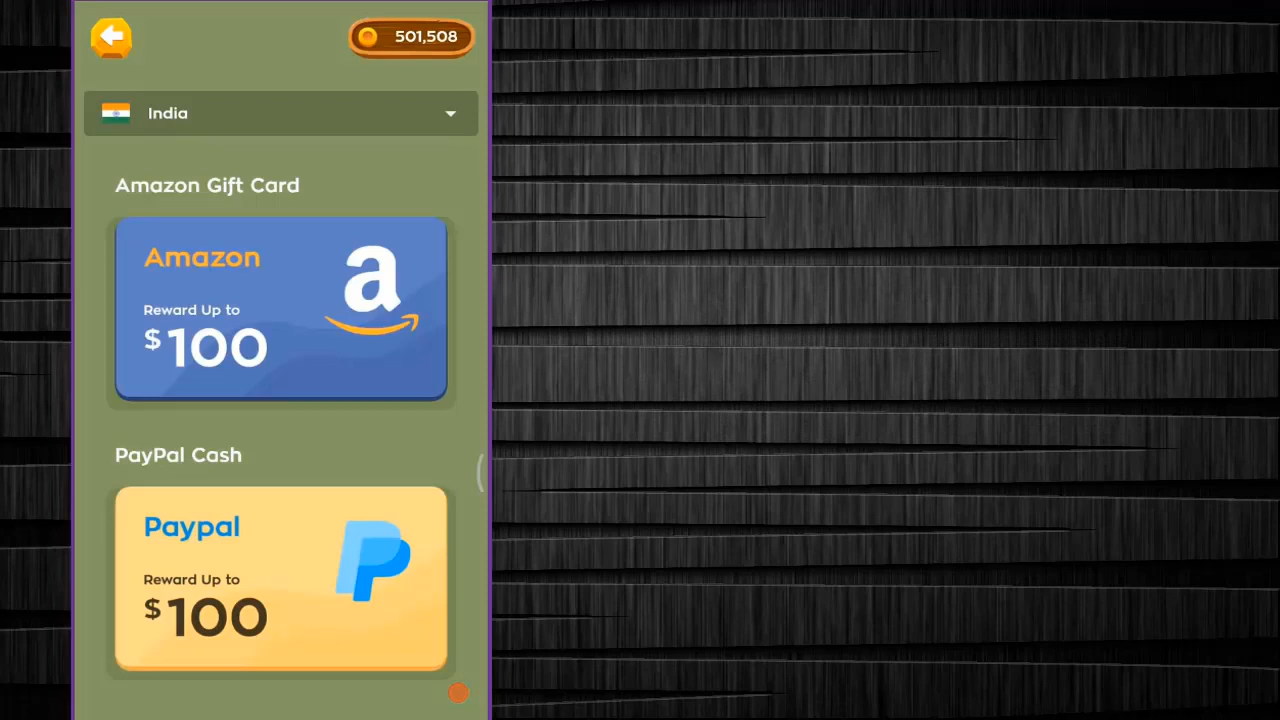 501,508
India
Amazon Gift Card
Amazon
Reward Up to
$100
PayPal Cash
Paypal
Reward Up to
$100